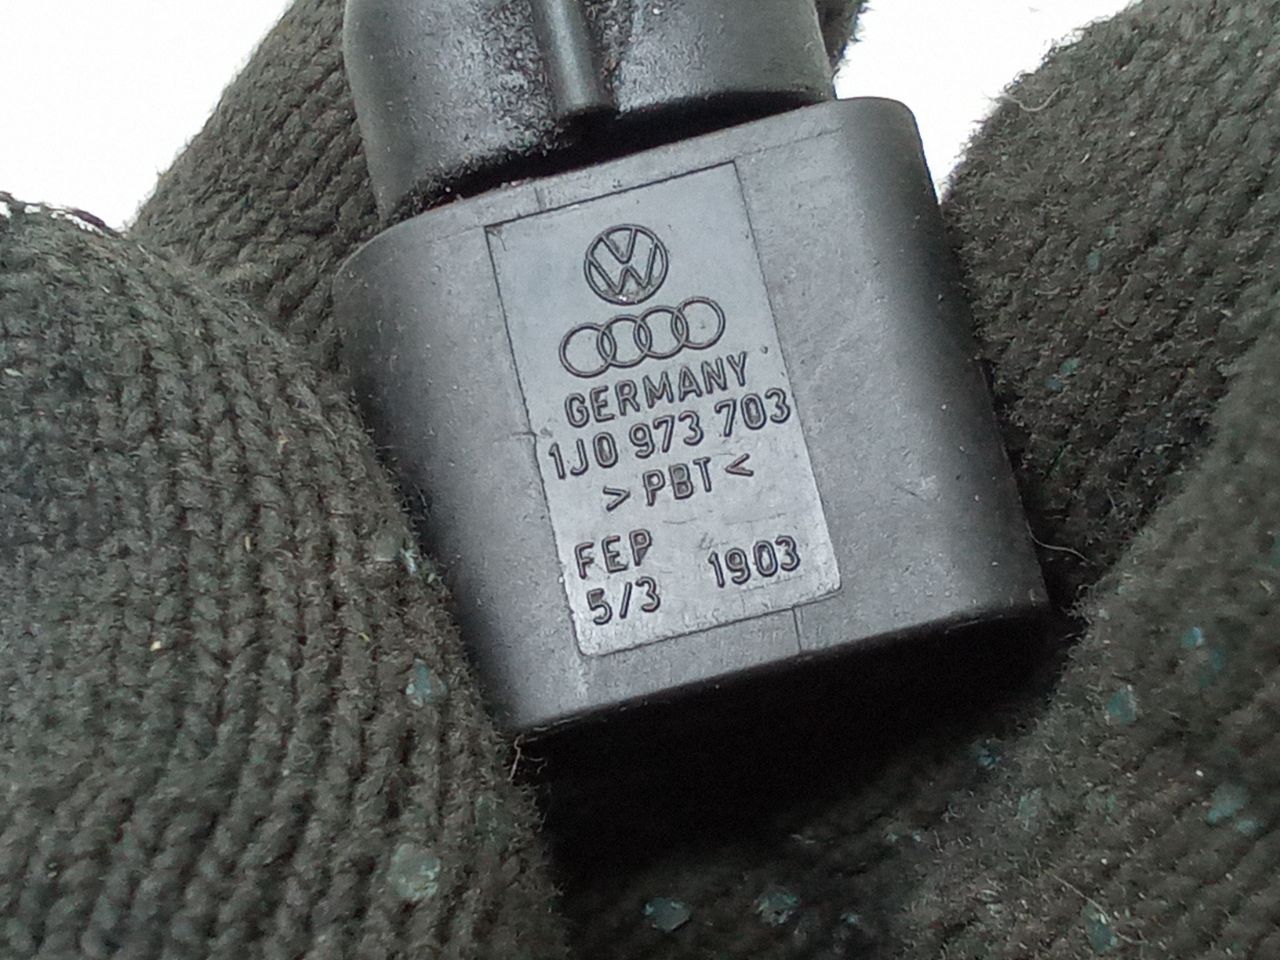 GERMANY
1J0 973 703
> PBT <
FEP
5/3 1903